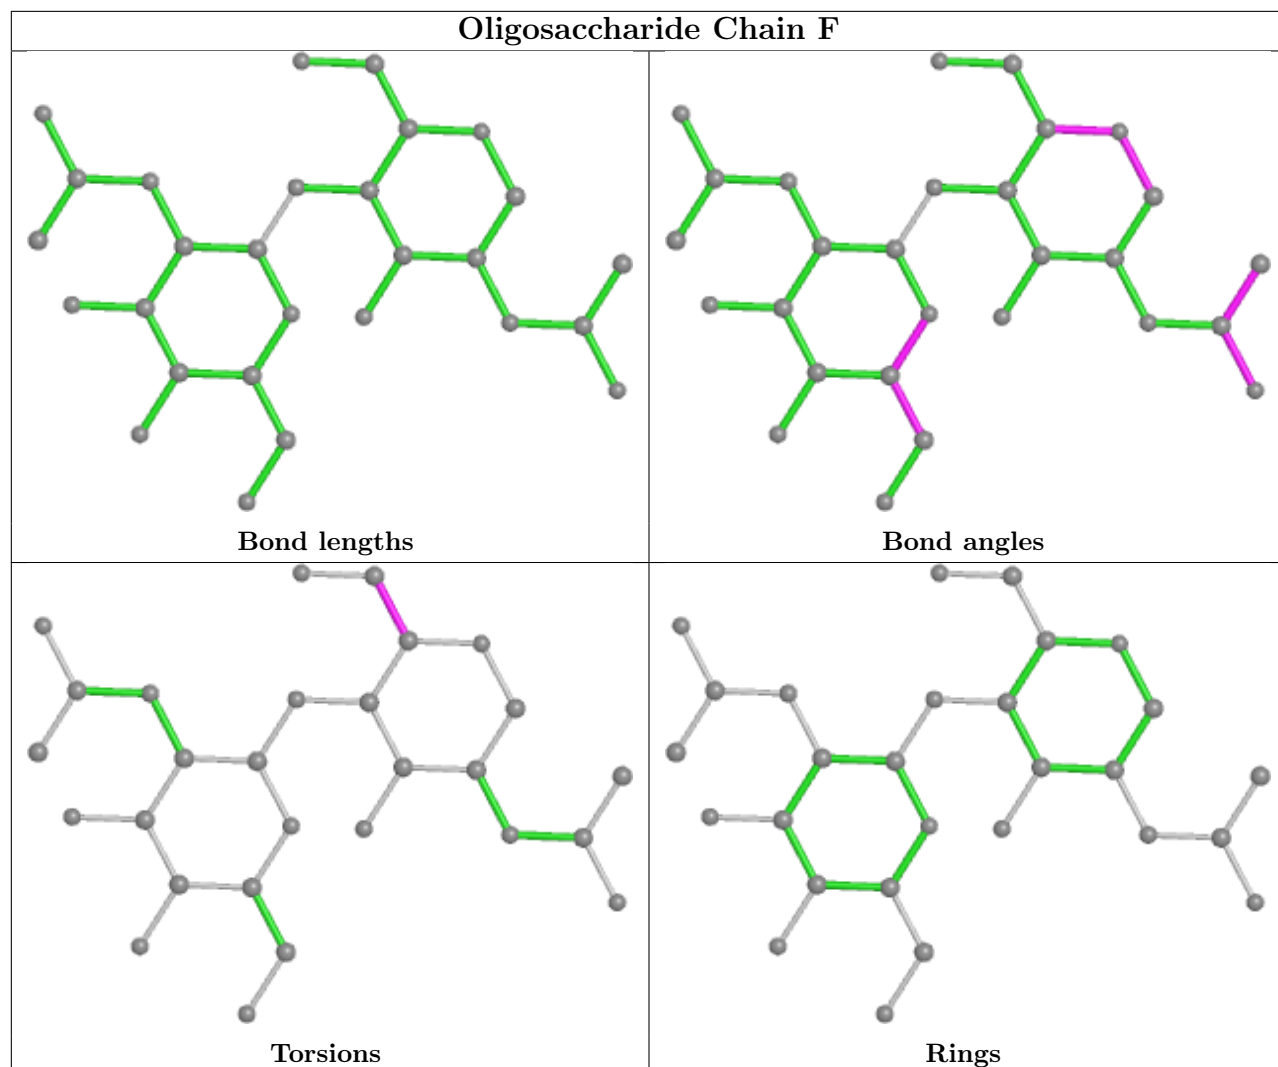 Oligosaccharide Chain F
Bond lengths
Bond angles
Torsions
Rings